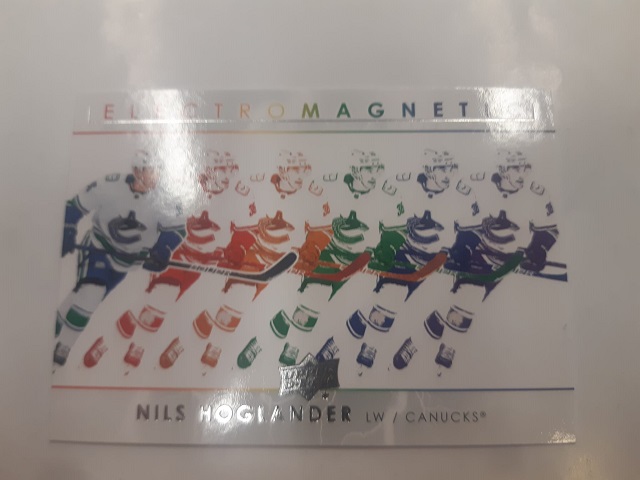 ELECTROMAGNETIC
NILS HOGLANDER LW / CANUCKS®